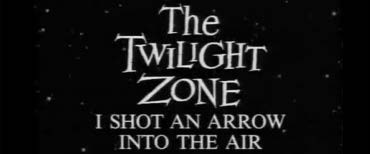 The
TWILIGHT
ZONE
I SHOT AN ARROW
INTO THE AIR